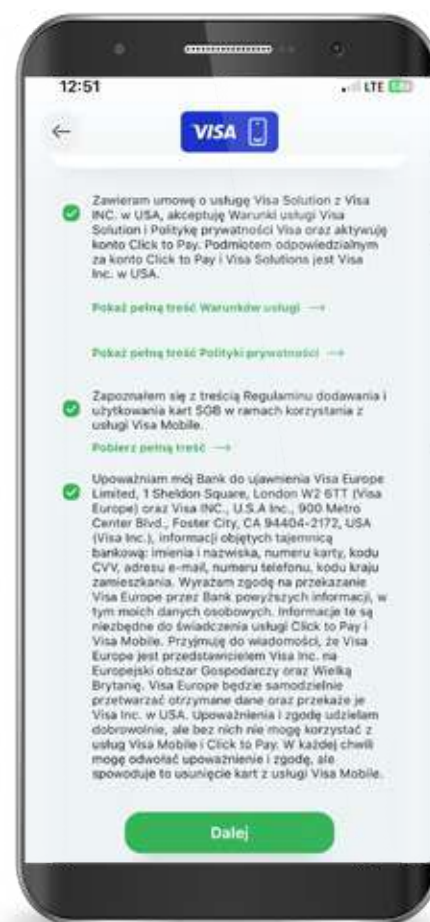 12:51
LTE
VISA
Zawieram umowę o usługę Visa Solution z Visa
INC. w USA, akceptuję Warunki usługi Visa
Solution i Politykę prywatności Visa oraz aktywuję
konto Click to Pay. Podmiotem odpowiedzialnym
za konto Click to Pay i Visa Solutions jest Visa
Inc. w USA.
Pokaż pełną treść Warunków usługi →
Pokaż pełną treść Polityki prywatności →
Zapoznałem się z treścią Regulaminu dodawania i
użytkowania kart SGB w ramach korzystania z
usługi Visa Mobile.
Pobierz pełną treść →
Upoważniam mój Bank do ujawnienia Visa Europe
Limited, 1 Sheldon Square, London W2 6TT (Visa
Europe) oraz Visa INC., U.S.A Inc., 900 Metro
Center Blvd., Foster City, CA 94404-2172, USA
(Visa Inc.), informacji objętych tajemnicą
bankową: imienia i nazwiska, numeru karty, kodu
CVV, adresu e-mail, numeru telefonu, kodu kraju
zamieszkania. Wyrażam zgodę na przekazanie
Visa Europe przez Bank powyższych informacji, w
tym moich danych osobowych. Informacje te są
niezbędne do świadczenia usługi Click to Pay i
Visa Mobile. Przyjmuję do wiadomości, że Visa
Europe jest przedstawicielem Visa Inc. na
Europejski obszar Gospodarczy oraz Wielką
Brytanię. Visa Europe będzie samodzielnie
przetwarzać otrzymane dane oraz przekaże je
Visa Inc. w USA. Upoważnienia i zgodę udzielam
dobrowolnie, ale bez nich nie mogę korzystać z
usług Visa Mobile i Click to Pay. W każdej chwili
mogę odwołać upoważnienie i zgodę, ale
spowoduje to usunięcie kart z usługi Visa Mobile.
Dalej